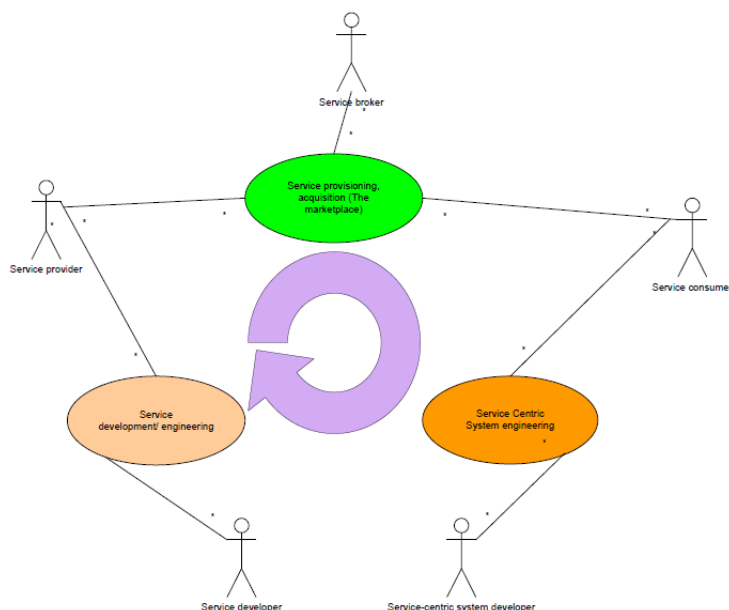 Service broker
Service provisioning,
acquisition (The
marketplace)
Service provider
Service consume
Service
development/ engineering
Service Centric
System engineering
Service developer
Service-centric system developer